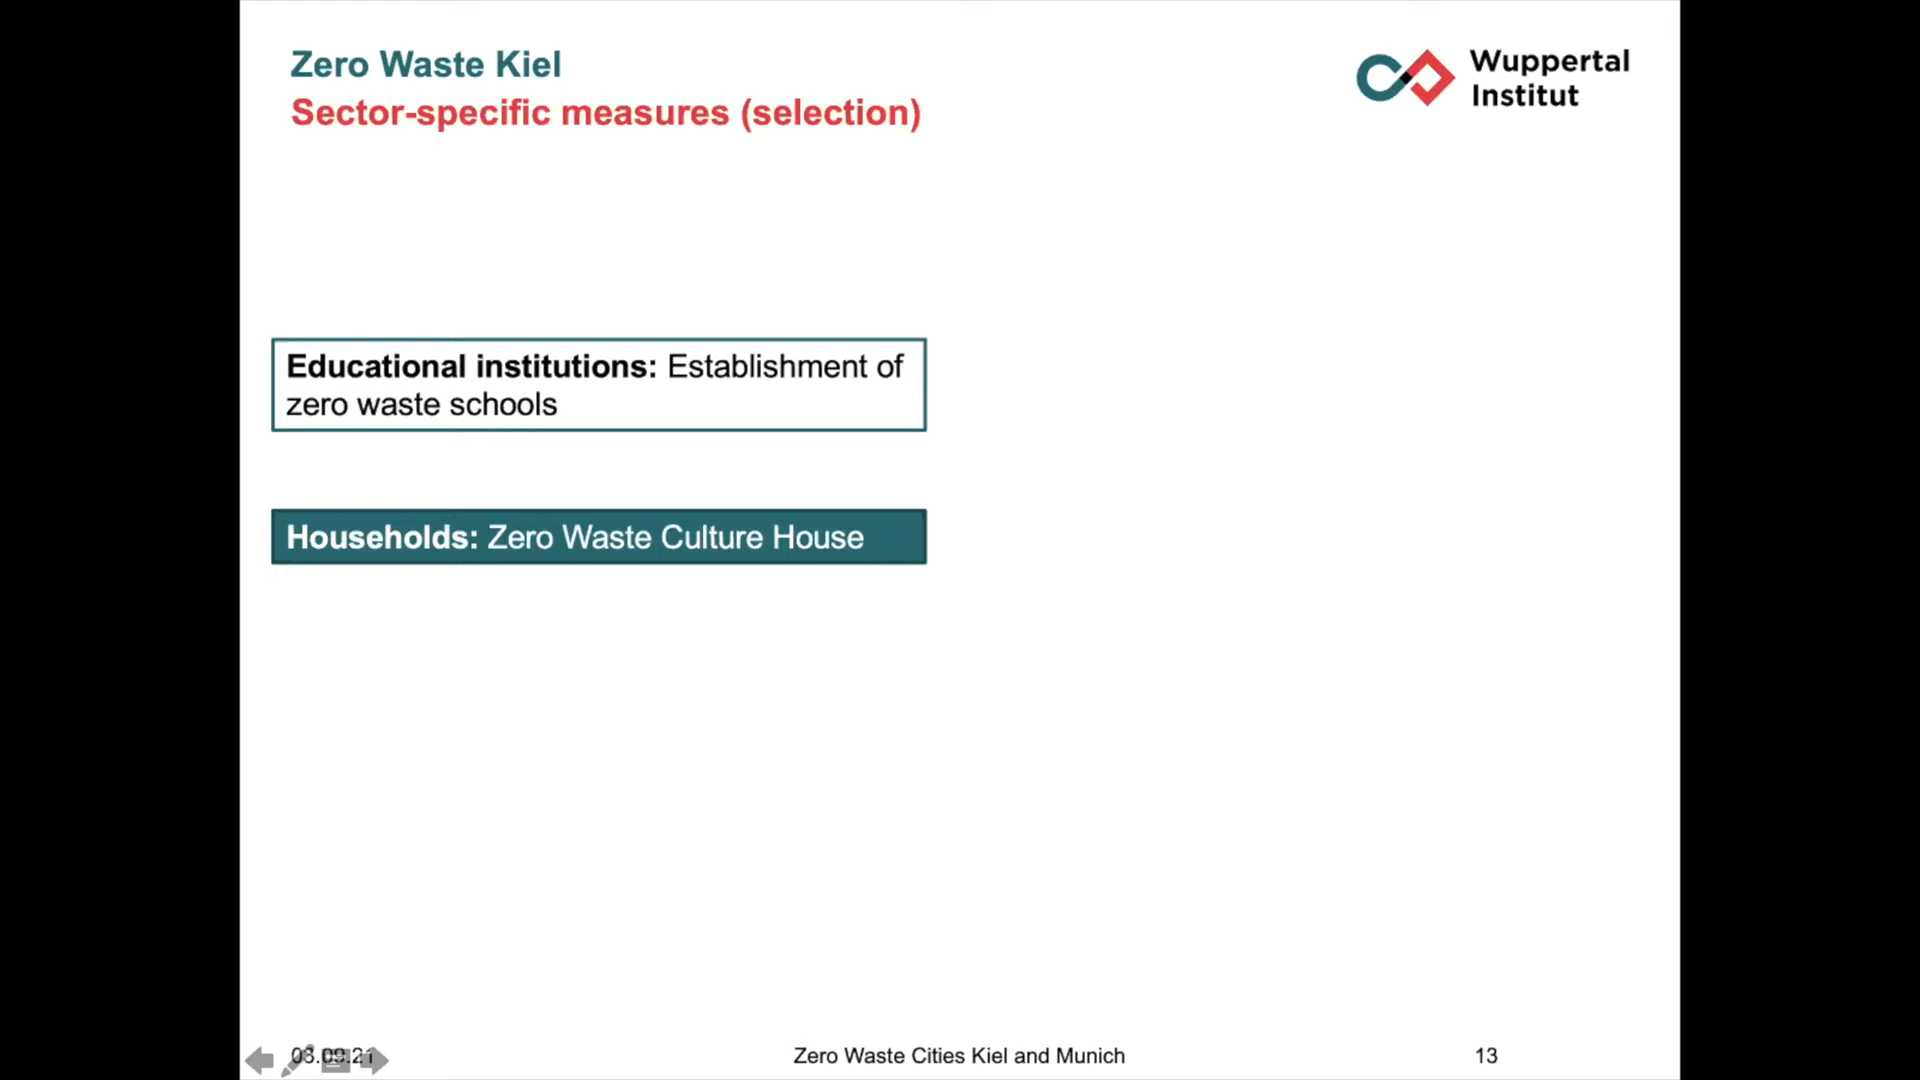 Zero Waste Kiel
Sector-specific measures (selection)
Wuppertal
Institut
Educational institutions: Establishment of
zero waste schools
Households: Zero Waste Culture House
Zero Waste Cities Kiel and Munich
13